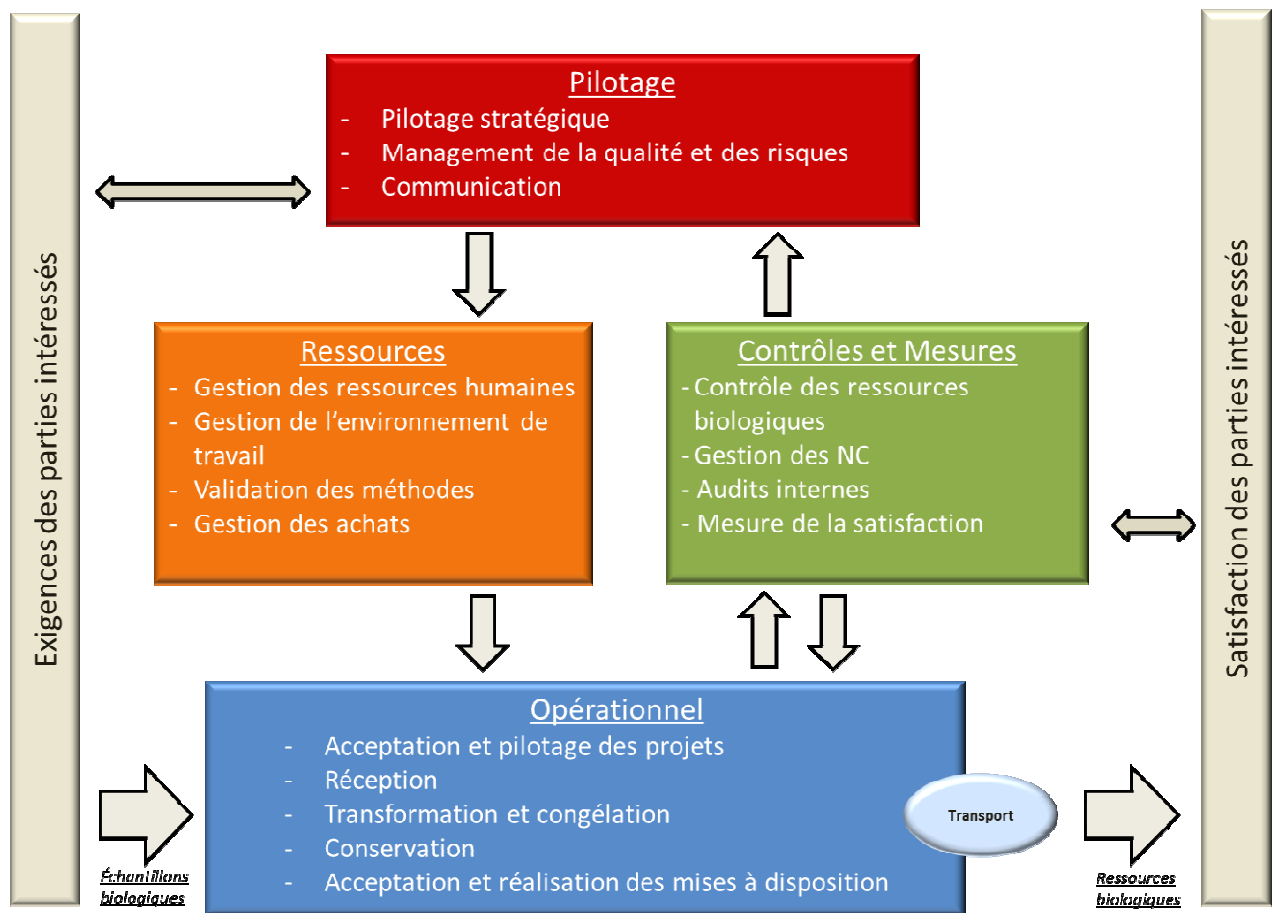 Exigences des parties intéressés
Pilotage
- Pilotage stratégique
- Management de la qualité et des risques
- Communication
Ressources
- Gestion des ressources humaines
- Gestion de l'environnement de
travail
- Validation des méthodes
- Gestion des achats
Contrôles et Mesures
- Contrôle des ressources
biologiques
- Gestion des NC
- Audits internes
- Mesure de la satisfaction
Opérationnel
- Acceptation et pilotage des projets
- Réception
- Transformation et congélation
- Conservation
- Acceptation et réalisation des mises à disposition
Transport
Échantillons
biologiques
Ressources
biologiques
Satisfaction des parties intéressés